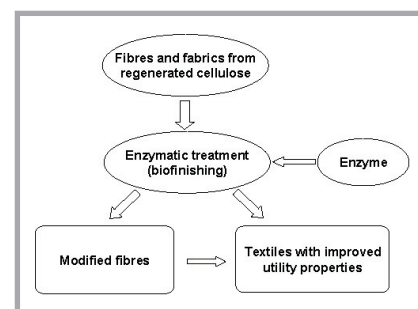 Fibres and fabrics from
regenerated cellulose
Enzymatic treatment
(biofinishing)
Enzyme
Modified fibres
Textiles with improved
utility properties